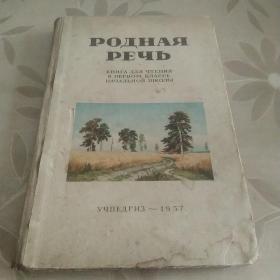 РОДНАЯ
РЕЧЬ
КНИГА ДЛЯ ЧТЕНИЯ
В ПЕРВОМ КЛАССЕ
НАЧАЛЬНОЙ ШКОЛЫ
УЧПЕДГИЗ — 1957